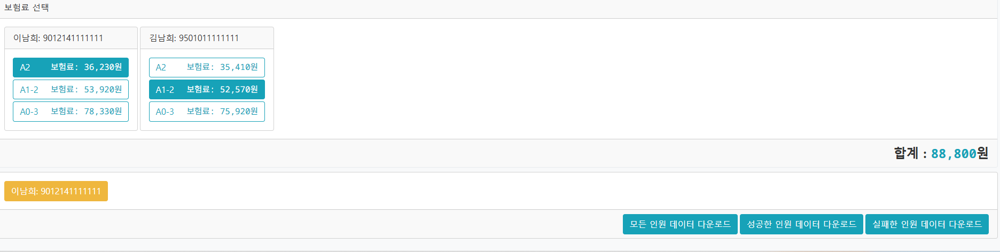 보험료 선택
이남희: 9012141111111
A2 보험료: 36,230원
A1-2 보험료: 53,920원
A0-3 보험료: 78,330원
김남희: 9501011111111
A2 보험료: 35,410원
A1-2 보험료: 52,570원
A0-3 보험료: 75,920원
합계 : 88,800원
이남희: 9012141111111
모든 인원 데이터 다운로드
성공한 인원 데이터 다운로드
실패한 인원 데이터 다운로드